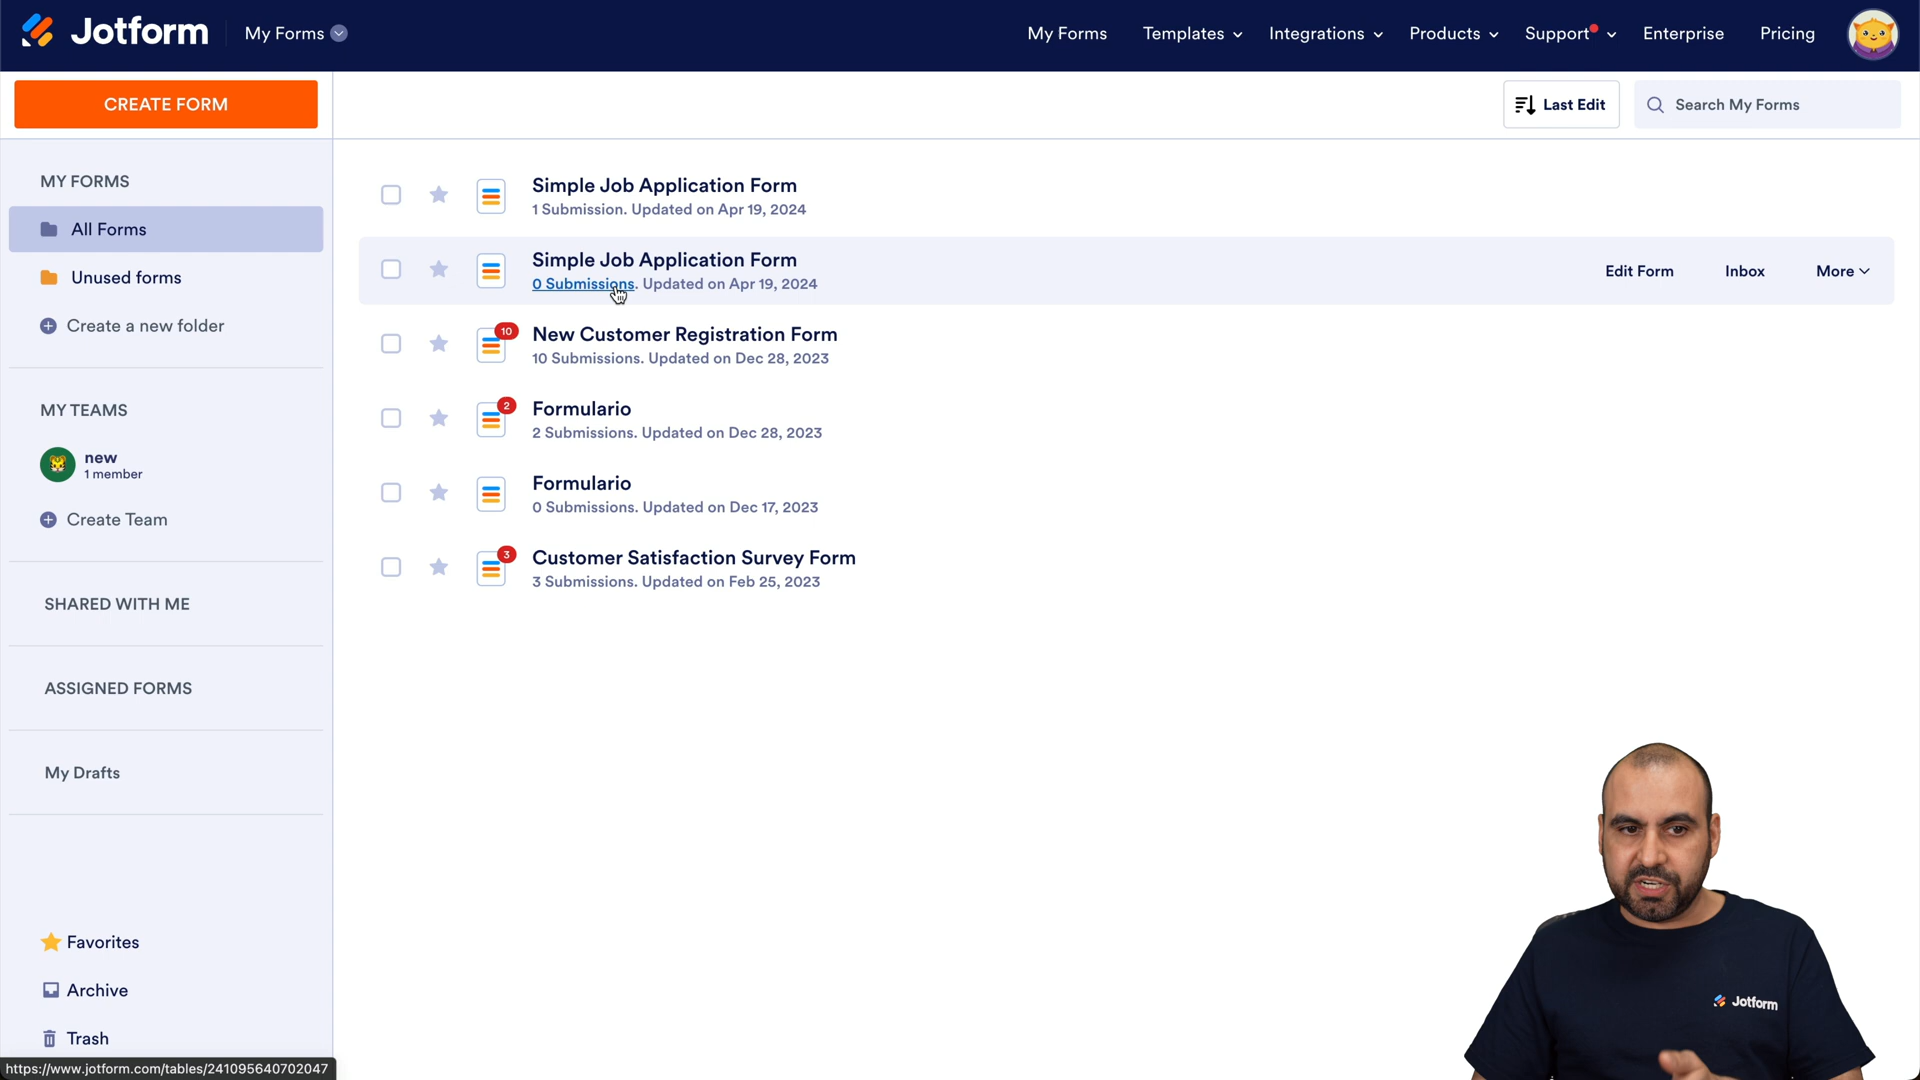 Jotform
My Forms
My Forms
Templates
Integrations
Products
Support
Enterprise
Pricing
CREATE FORM
Last Edit
Search My Forms
MY FORMS
All Forms
Unused forms
Create a new folder
MY TEAMS
new
1 member
Create Team
SHARED WITH ME
ASSIGNED FORMS
My Drafts
Favorites
Archive
Trash
Simple Job Application Form
1 Submission. Updated on Apr 19, 2024
Simple Job Application Form
0 Submissions. Updated on Apr 19, 2024
Edit Form
Inbox
More
10
New Customer Registration Form
10 Submissions. Updated on Dec 28, 2023
2
Formulario
2 Submissions. Updated on Dec 28, 2023
Formulario
0 Submissions. Updated on Dec 17, 2023
3
Customer Satisfaction Survey Form
3 Submissions. Updated on Feb 25, 2023
Jotform
https://www.jotform.com/tables/241095640702047